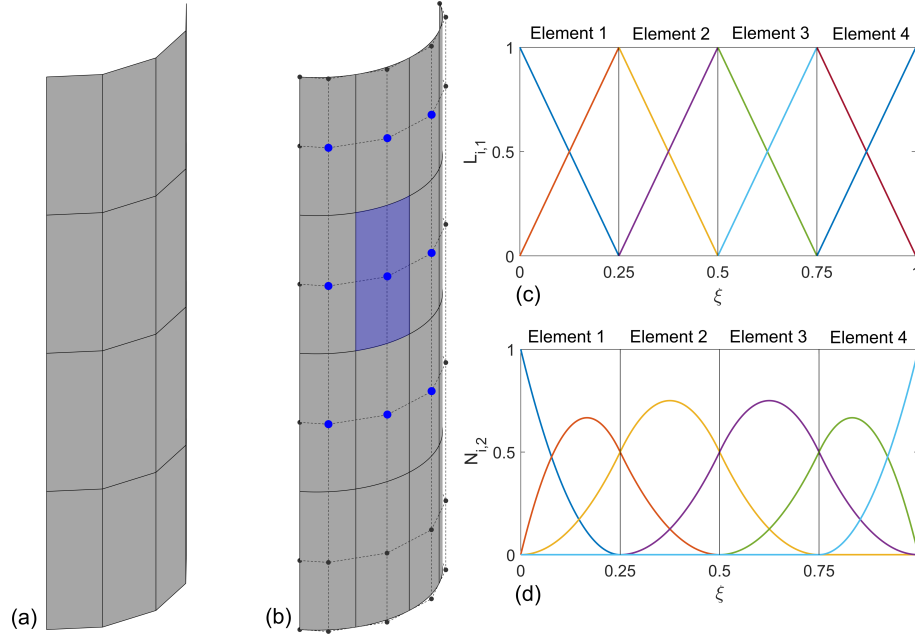 Element 1 Element 2 Element 3 Element 4
1
L_{i,1}
0.5
0
0 0.25 0.5 0.75 1
(c) ξ
Element 1 Element 2 Element 3 Element 4
1
N_{i,2}
0.5
0
0 0.25 0.5 0.75 1
(d) ξ
(a)
(b)